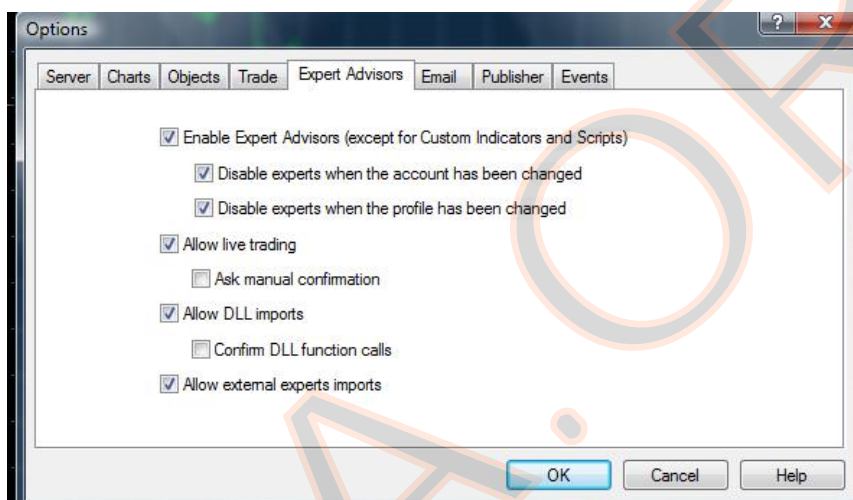 Options
?
X
Server Charts Objects Trade Expert Advisors Email Publisher Events
Enable Expert Advisors (except for Custom Indicators and Scripts)
Disable experts when the account has been changed
Disable experts when the profile has been changed
Allow live trading
Ask manual confirmation
Allow DLL imports
Confirm DLL function calls
Allow external experts imports
OK Cancel Help
A.OR